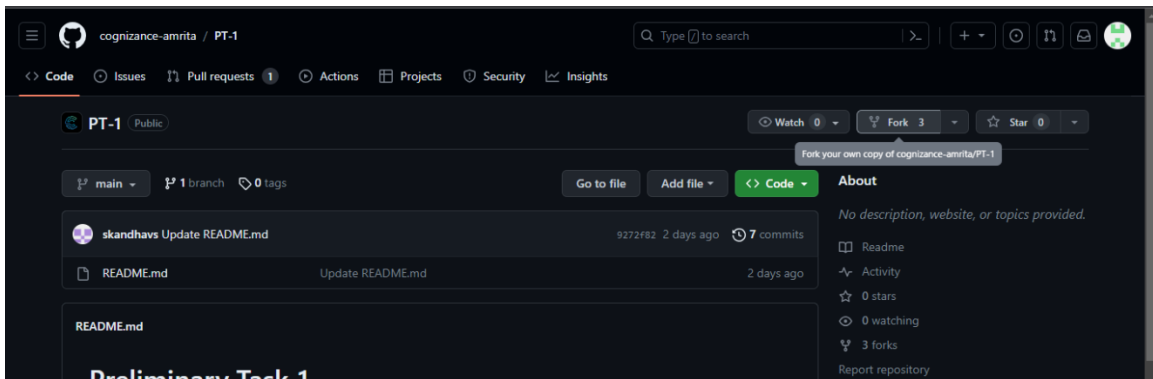 cognizance-amrita / PT-1
Type / to search
Code Issues Pull requests 1 Actions Projects Security Insights
PT-1 Public
Watch 0 Fork 3 Star 0
Fork your own copy of cognizance-amrita/PT-1
main 1 branch 0 tags Go to file Add file Code
skandhavs Update README.md 9272f82 2 days ago 7 commits
README.md Update README.md 2 days ago
README.md
Preliminary Task 1
About
No description, website, or topics provided.
Readme
Activity
0 stars
0 watching
3 forks
Report repository